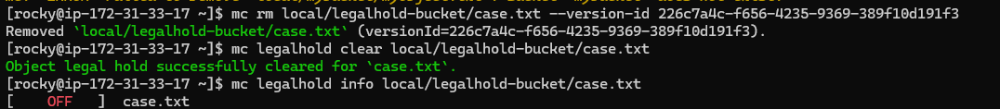 [rocky@ip-172-31-33-17 ~]$ mc rm local/legalhold-bucket/case.txt --version-id 226c7a4c-f656-4235-9369-389f10d191f3
Removed `local/legalhold-bucket/case.txt` (versionId=226c7a4c-f656-4235-9369-389f10d191f3).
[rocky@ip-172-31-33-17 ~]$ mc legalhold clear local/legalhold-bucket/case.txt
Object legal hold successfully cleared for `case.txt`.
[rocky@ip-172-31-33-17 ~]$ mc legalhold info local/legalhold-bucket/case.txt
[    OFF   ]  case.txt